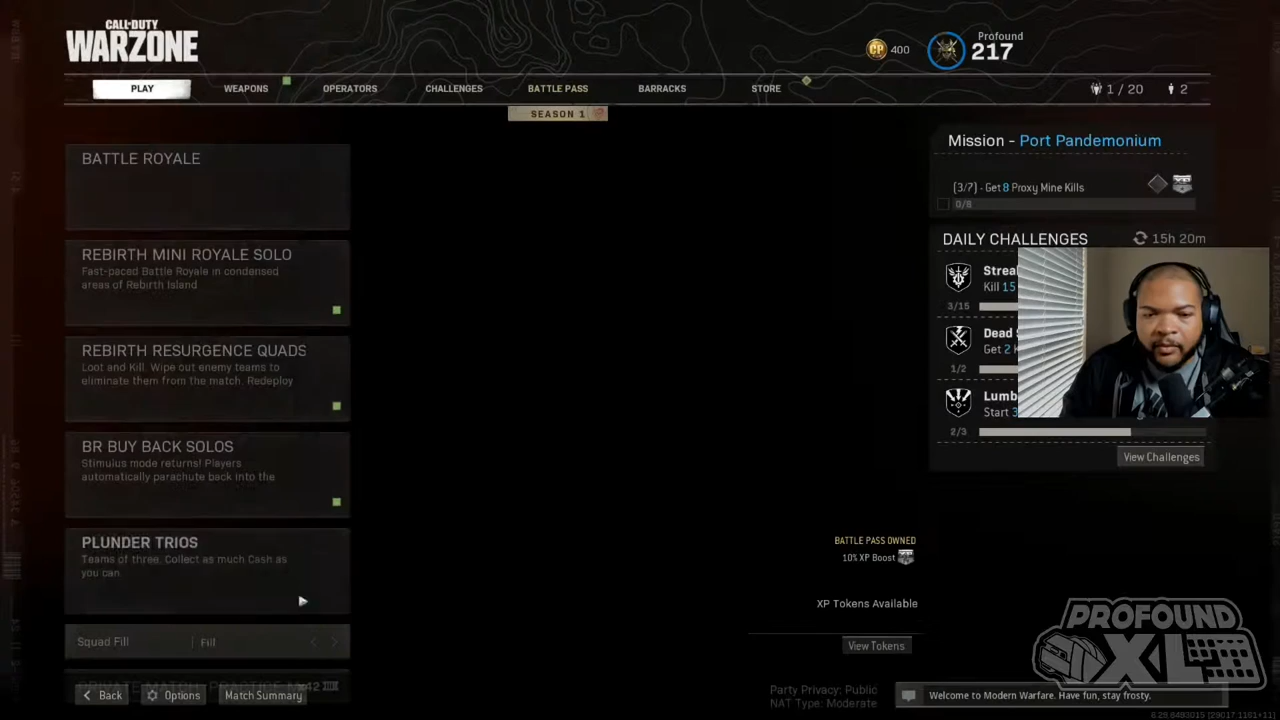 CALL OF DUTY
WARZONE
400
Profound
217
PLAY
WEAPONS
OPERATORS
CHALLENGES
BATTLE PASS
BARRACKS
STORE
1 / 20
2
SEASON 1
BATTLE ROYALE
REBIRTH MINI ROYALE SOLO
Fast-paced Battle Royale in condensed
areas of Rebirth Island
REBIRTH RESURGENCE QUADS
Loot and Kill. Wipe out enemy teams to
eliminate them from the match. Redeploy
BR BUY BACK SOLOS
Stimulus mode returns! Players
automatically parachute back into the
PLUNDER TRIOS
Teams of three. Collect as much Cash as
you can.
Squad Fill
Fill
Back
Options
Match Summary
Mission - Port Pandemonium
(3/7) - Get 8 Proxy Mine Kills
0/8
DAILY CHALLENGES
15h 20m
Kill 15
3/15
Dead
Get 2
1/2
Start 3
2/3
View Challenges
BATTLE PASS OWNED
10% XP Boost
XP Tokens Available
View Tokens
Party Privacy: Public
NAT Type: Moderate
Welcome to Modern Warfare. Have fun, stay frosty.
PROFOUND
XL